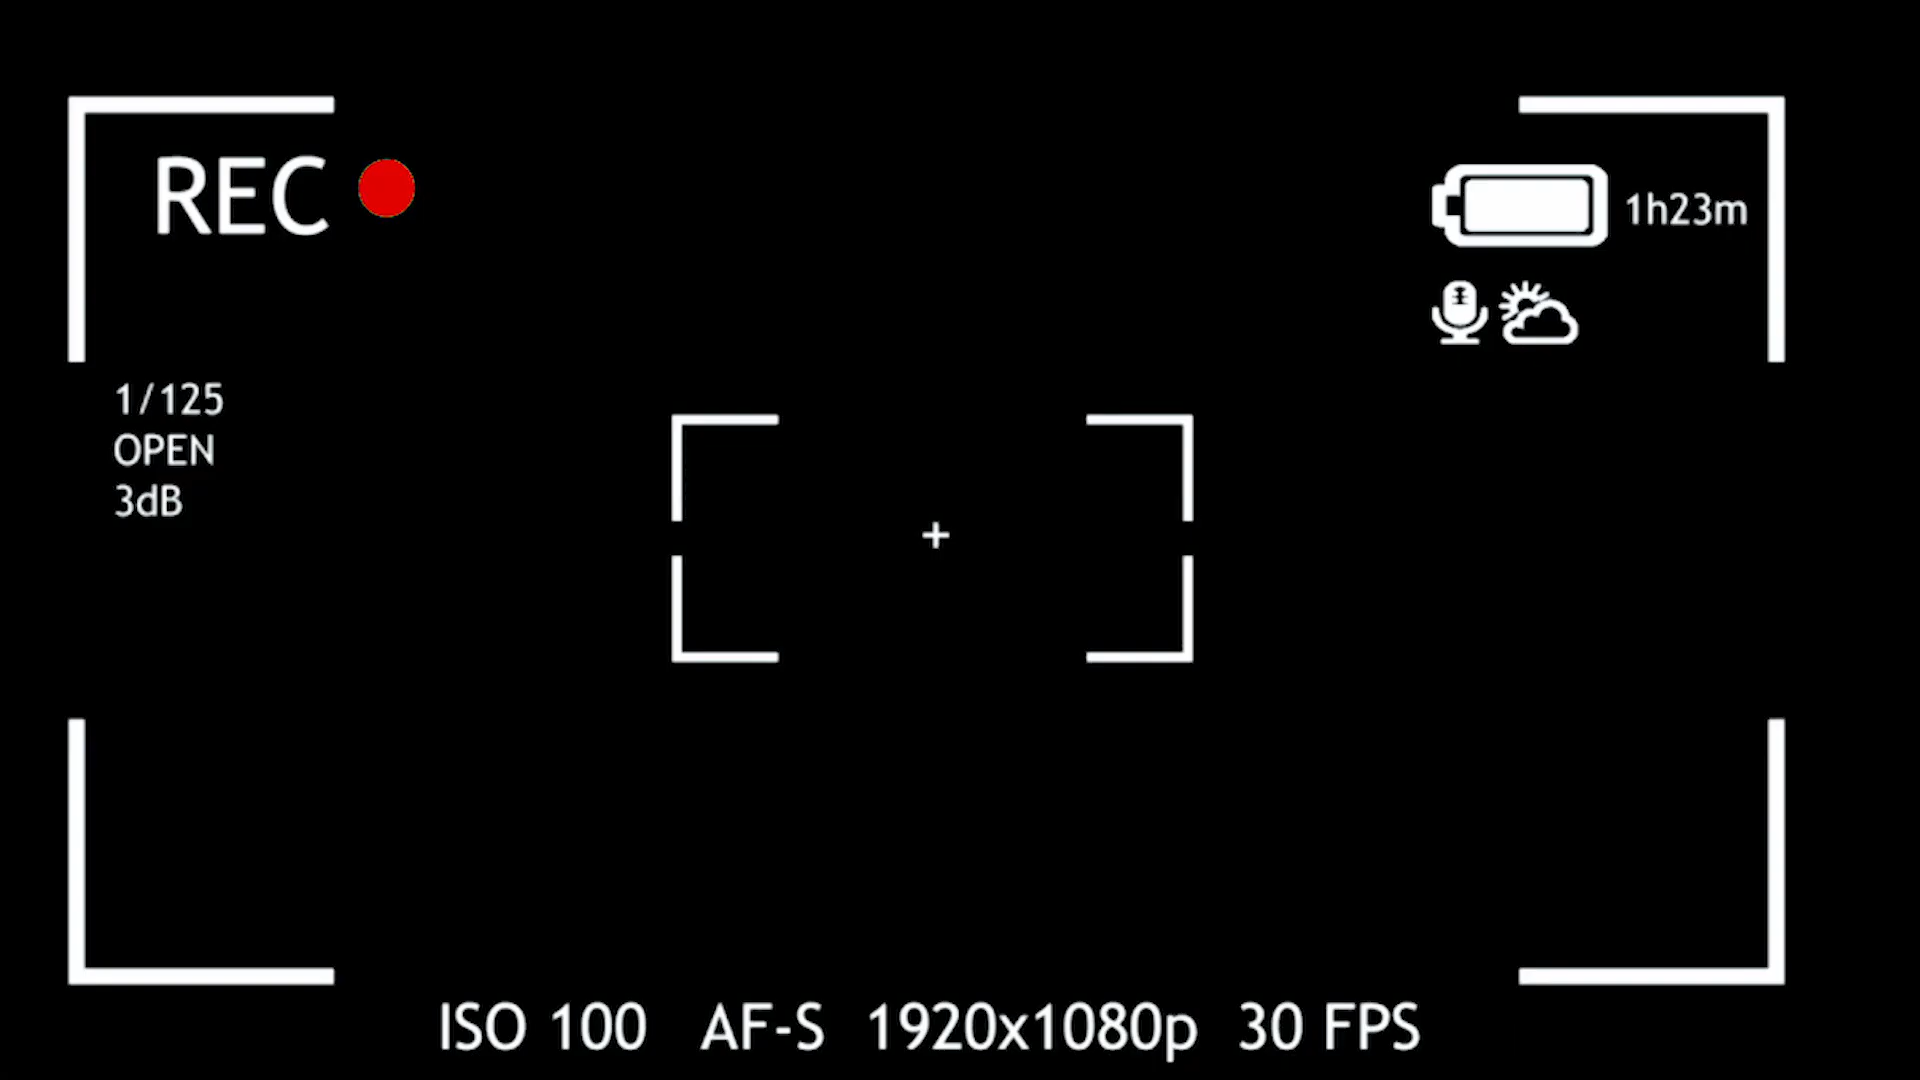 REC
1h23m
1/125
OPEN
3dB
ISO 100 AF-S 1920x1080p 30 FPS